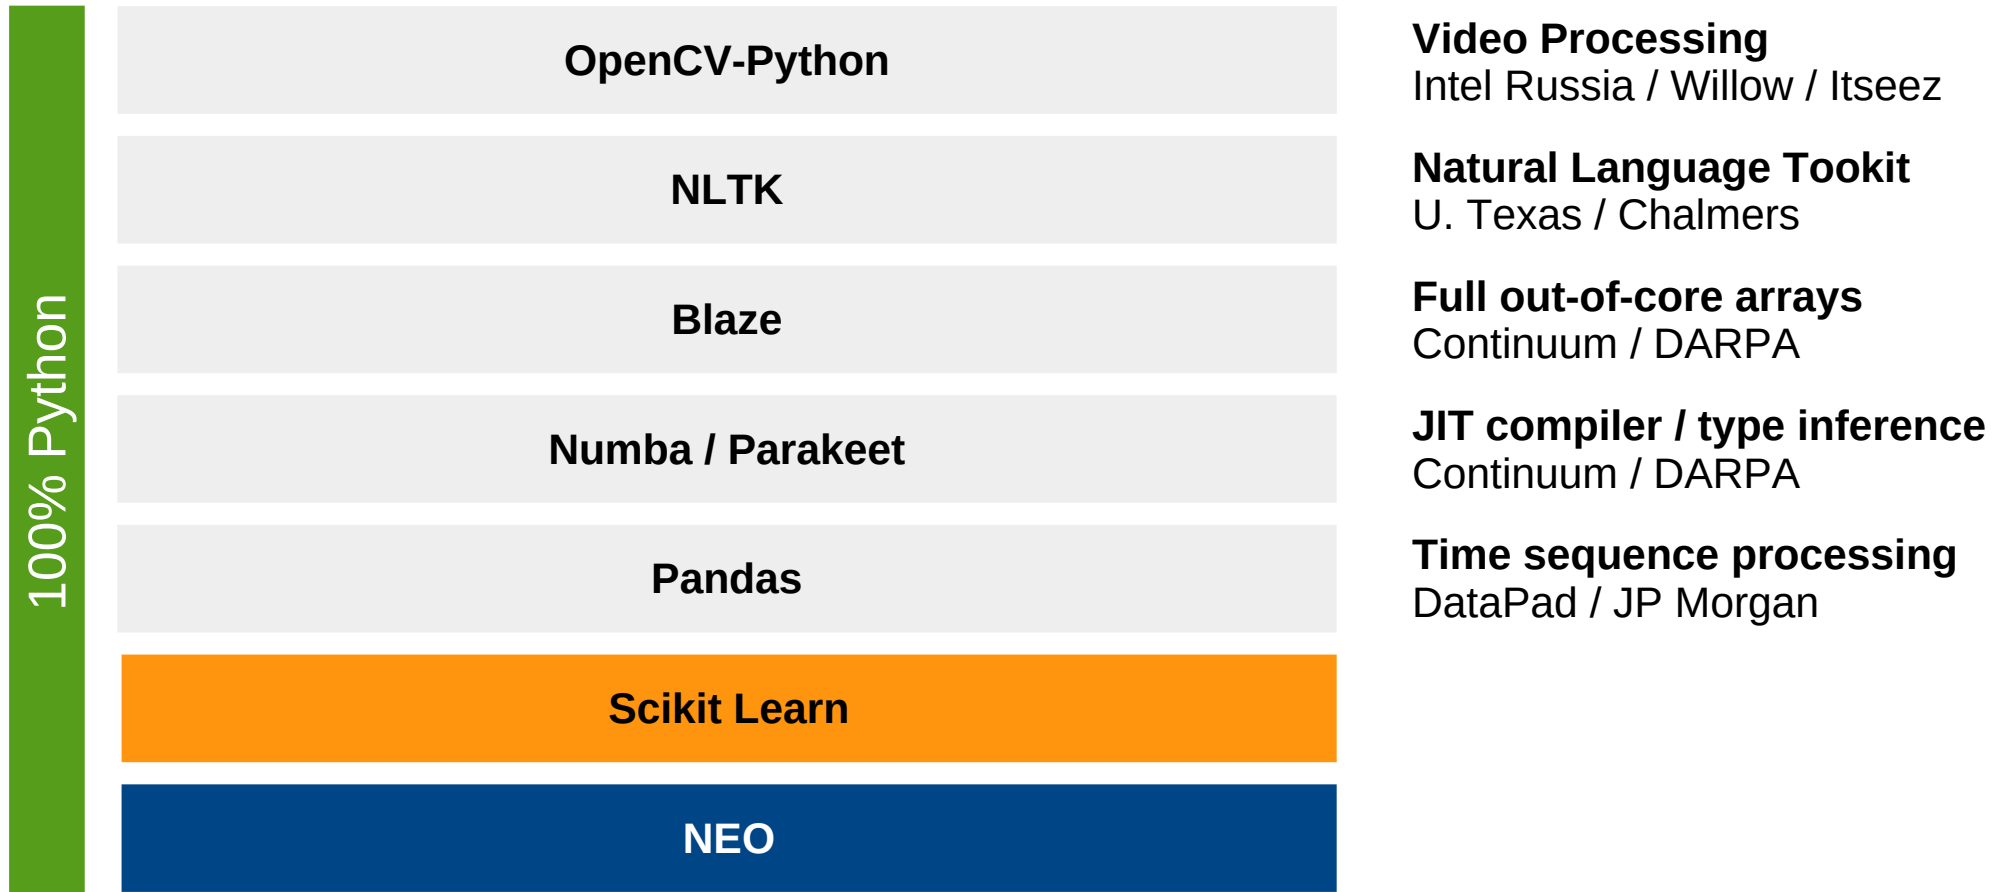 100% Python
OpenCV-Python
Video Processing
Intel Russia / Willow / Itseez
NLTK
Natural Language Tookit
U. Texas / Chalmers
Blaze
Full out-of-core arrays
Continuum / DARPA
Numba / Parakeet
JIT compiler / type inference
Continuum / DARPA
Pandas
Time sequence processing
DataPad / JP Morgan
Scikit Learn
NEO